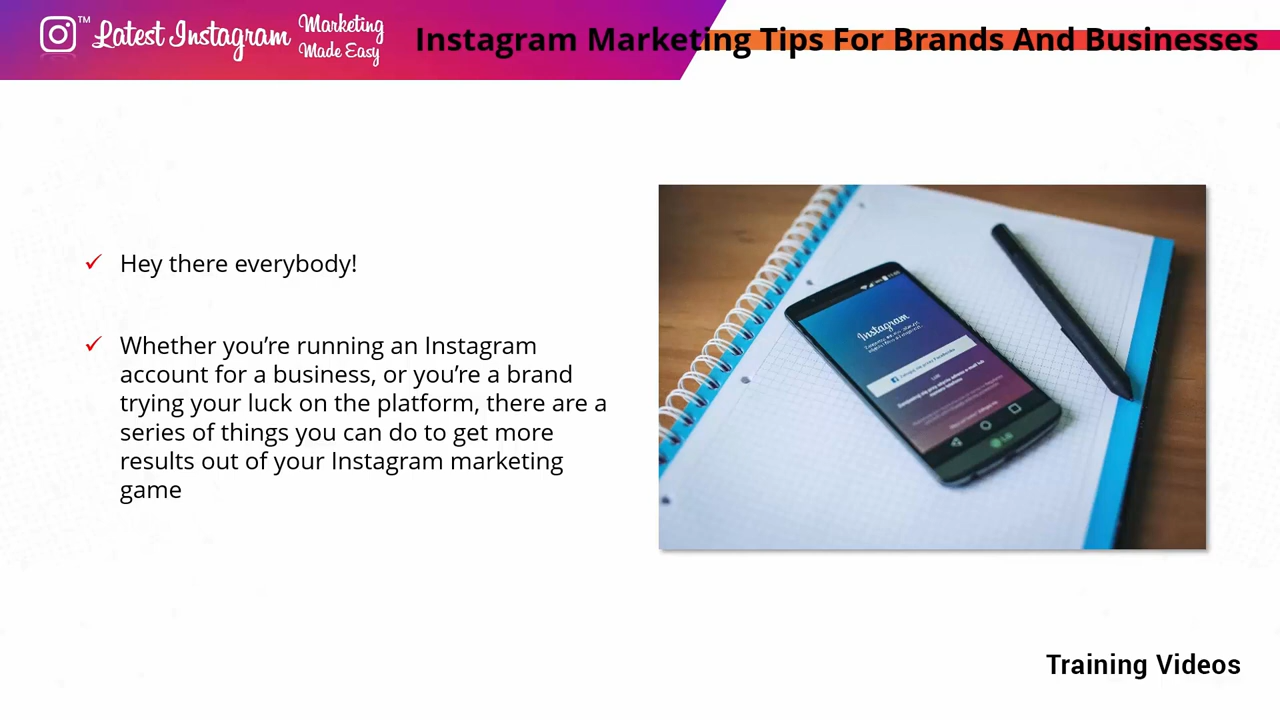 TM
Latest Instagram
Marketing
Made Easy
Instagram Marketing Tips For Brands And Businesses
✓ Hey there everybody!
✓ Whether you’re running an Instagram
account for a business, or you’re a brand
trying your luck on the platform, there are a
series of things you can do to get more
results out of your Instagram marketing
game
Instagram
LG
Training Videos